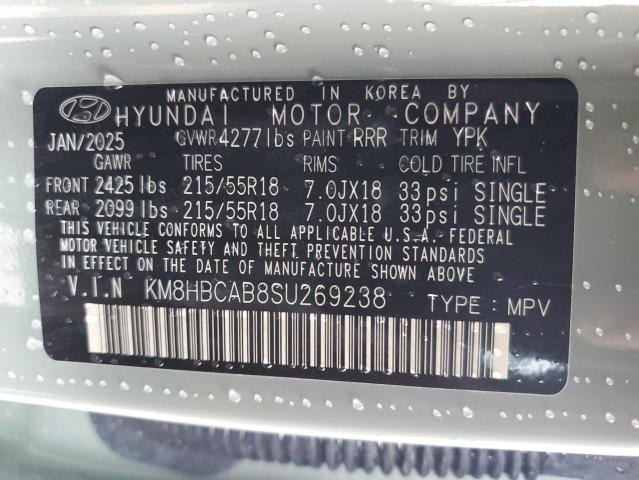 MANUFACTURED IN KOREA BY
HYUNDAI MOTOR COMPANY
JAN/2025 GVWR 4277lbs PAINT RRR TRIM YPK
GAWR TIRES RIMS COLD TIRE INFL
FRONT 2425 lbs 215/55R18 7.0JX18 33psi SINGLE
REAR 2099 lbs 215/55R18 7.0JX18 33psi SINGLE
THIS VEHICLE CONFORMS TO ALL APPLICABLE U.S.A. FEDERAL
MOTOR VEHICLE SAFETY AND THEFT PREVENTION STANDARDS
IN EFFECT ON THE DATE OF MANUFACTURE SHOWN ABOVE
V.I.N KM8HBCAB8SU269238 TYPE : MPV